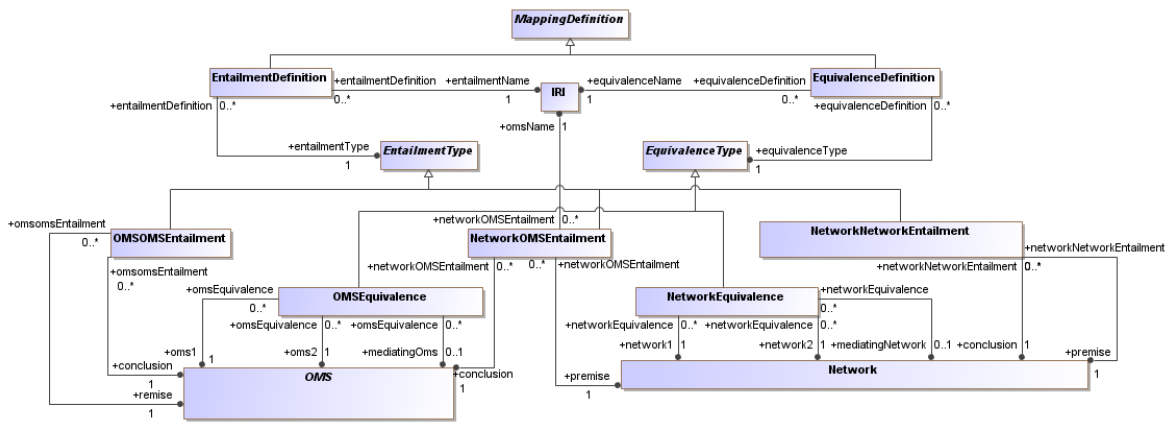 MappingDefinition
EntailmentDefinition
+entailmentDefinition
+entailmentName
0..*
1
IRI
+equivalenceName
+equivalenceDefinition
1
0..*
EquivalenceDefinition
+entailmentDefinition
0..*
+equivalenceDefinition
0..*
+omsName
1
+entailmentType
1
EntailmentType
EquivalenceType
+equivalenceType
1
+omsomsEntailment
0..*
OMSOMSEntailment
+networkOMSEntailment
0..*
NetworkOMSEntailment
NetworkNetworkEntailment
+networkNetworkEntailment
0..*
+omsomsEntailment
0..*
+networkOMSEntailment
0..*
0..*
+networkOMSEntailment
+networkNetworkEntailment
+omsEquivalence
0..*
OMSEquivalence
NetworkEquivalence
+networkEquivalence
0..*
+omsEquivalence
0..*
+omsEquivalence
0..*
+networkEquivalence
0..*
+networkEquivalence
0..*
+oms1
1
+oms2
1
+mediatingOms
0..1
+network1
1
+network2
1
+mediatingNetwork
0..1
+conclusion
1
+premise
1
+conclusion
1
+remise
1
OMS
+conclusion
1
+premise
1
Network